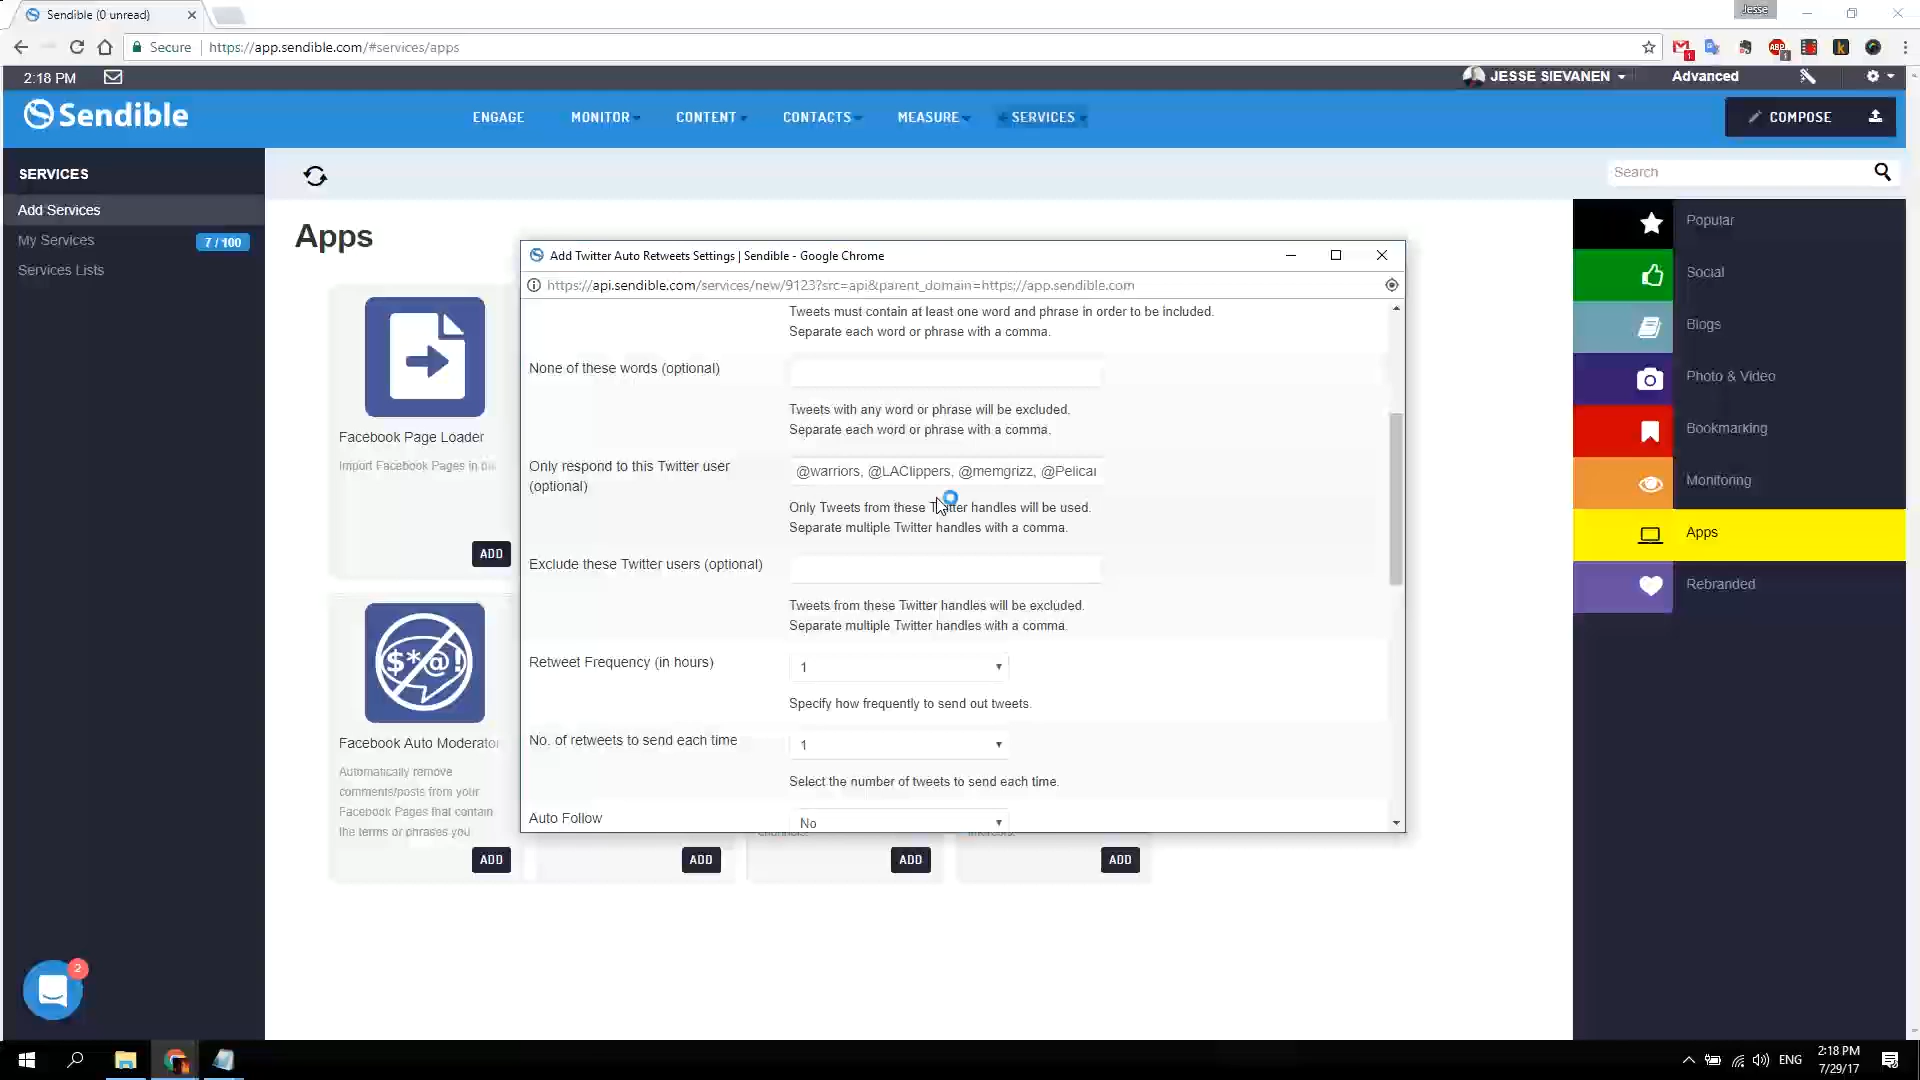 Sendible (0 unread)
Jesse
Secure
https://app.sendible.com/#services/apps
1
ABP
1
k
2:18 PM
JESSE SIEVANEN
Advanced
Sendible
ENGAGE
MONITOR
CONTENT
CONTACTS
MEASURE
SERVICES
COMPOSE
SERVICES
Search
Add Services
My Services
7 / 100
Services Lists
Apps
Popular
Social
Blogs
Photo & Video
Bookmarking
Monitoring
Apps
Rebranded
Facebook Page Loader
Import Facebook Pages in
ADD
$*@!
Facebook Auto Moderator
Automatically remove
comments/posts from your
Facebook Pages that contain
the terms or phrases you
ADD
ADD
ADD
ADD
Add Twitter Auto Retweets Settings | Sendible - Google Chrome
https://api.sendible.com/services/new/9123?src=api&parent_domain=https://app.sendible.com
Tweets must contain at least one word and phrase in order to be included.
Separate each word or phrase with a comma.
None of these words (optional)
Tweets with any word or phrase will be excluded.
Separate each word or phrase with a comma.
Only respond to this Twitter user
(optional)
@warriors, @LAClippers, @memgrizz, @Pelicar
Only Tweets from these Twitter handles will be used.
Separate multiple Twitter handles with a comma.
Exclude these Twitter users (optional)
Tweets from these Twitter handles will be excluded.
Separate multiple Twitter handles with a comma.
Retweet Frequency (in hours)
1
Specify how frequently to send out tweets.
No. of retweets to send each time
1
Select the number of tweets to send each time.
Auto Follow
No
2
ENG
2:18 PM
7/29/17